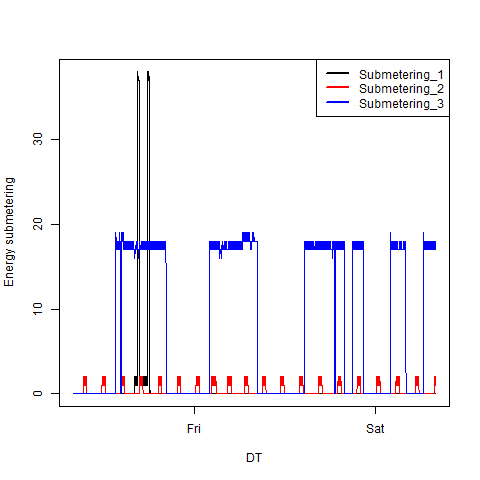 Submetering_1
Submetering_2
Submetering_3
Energy submetering
30
20
10
0
Fri
Sat
DT